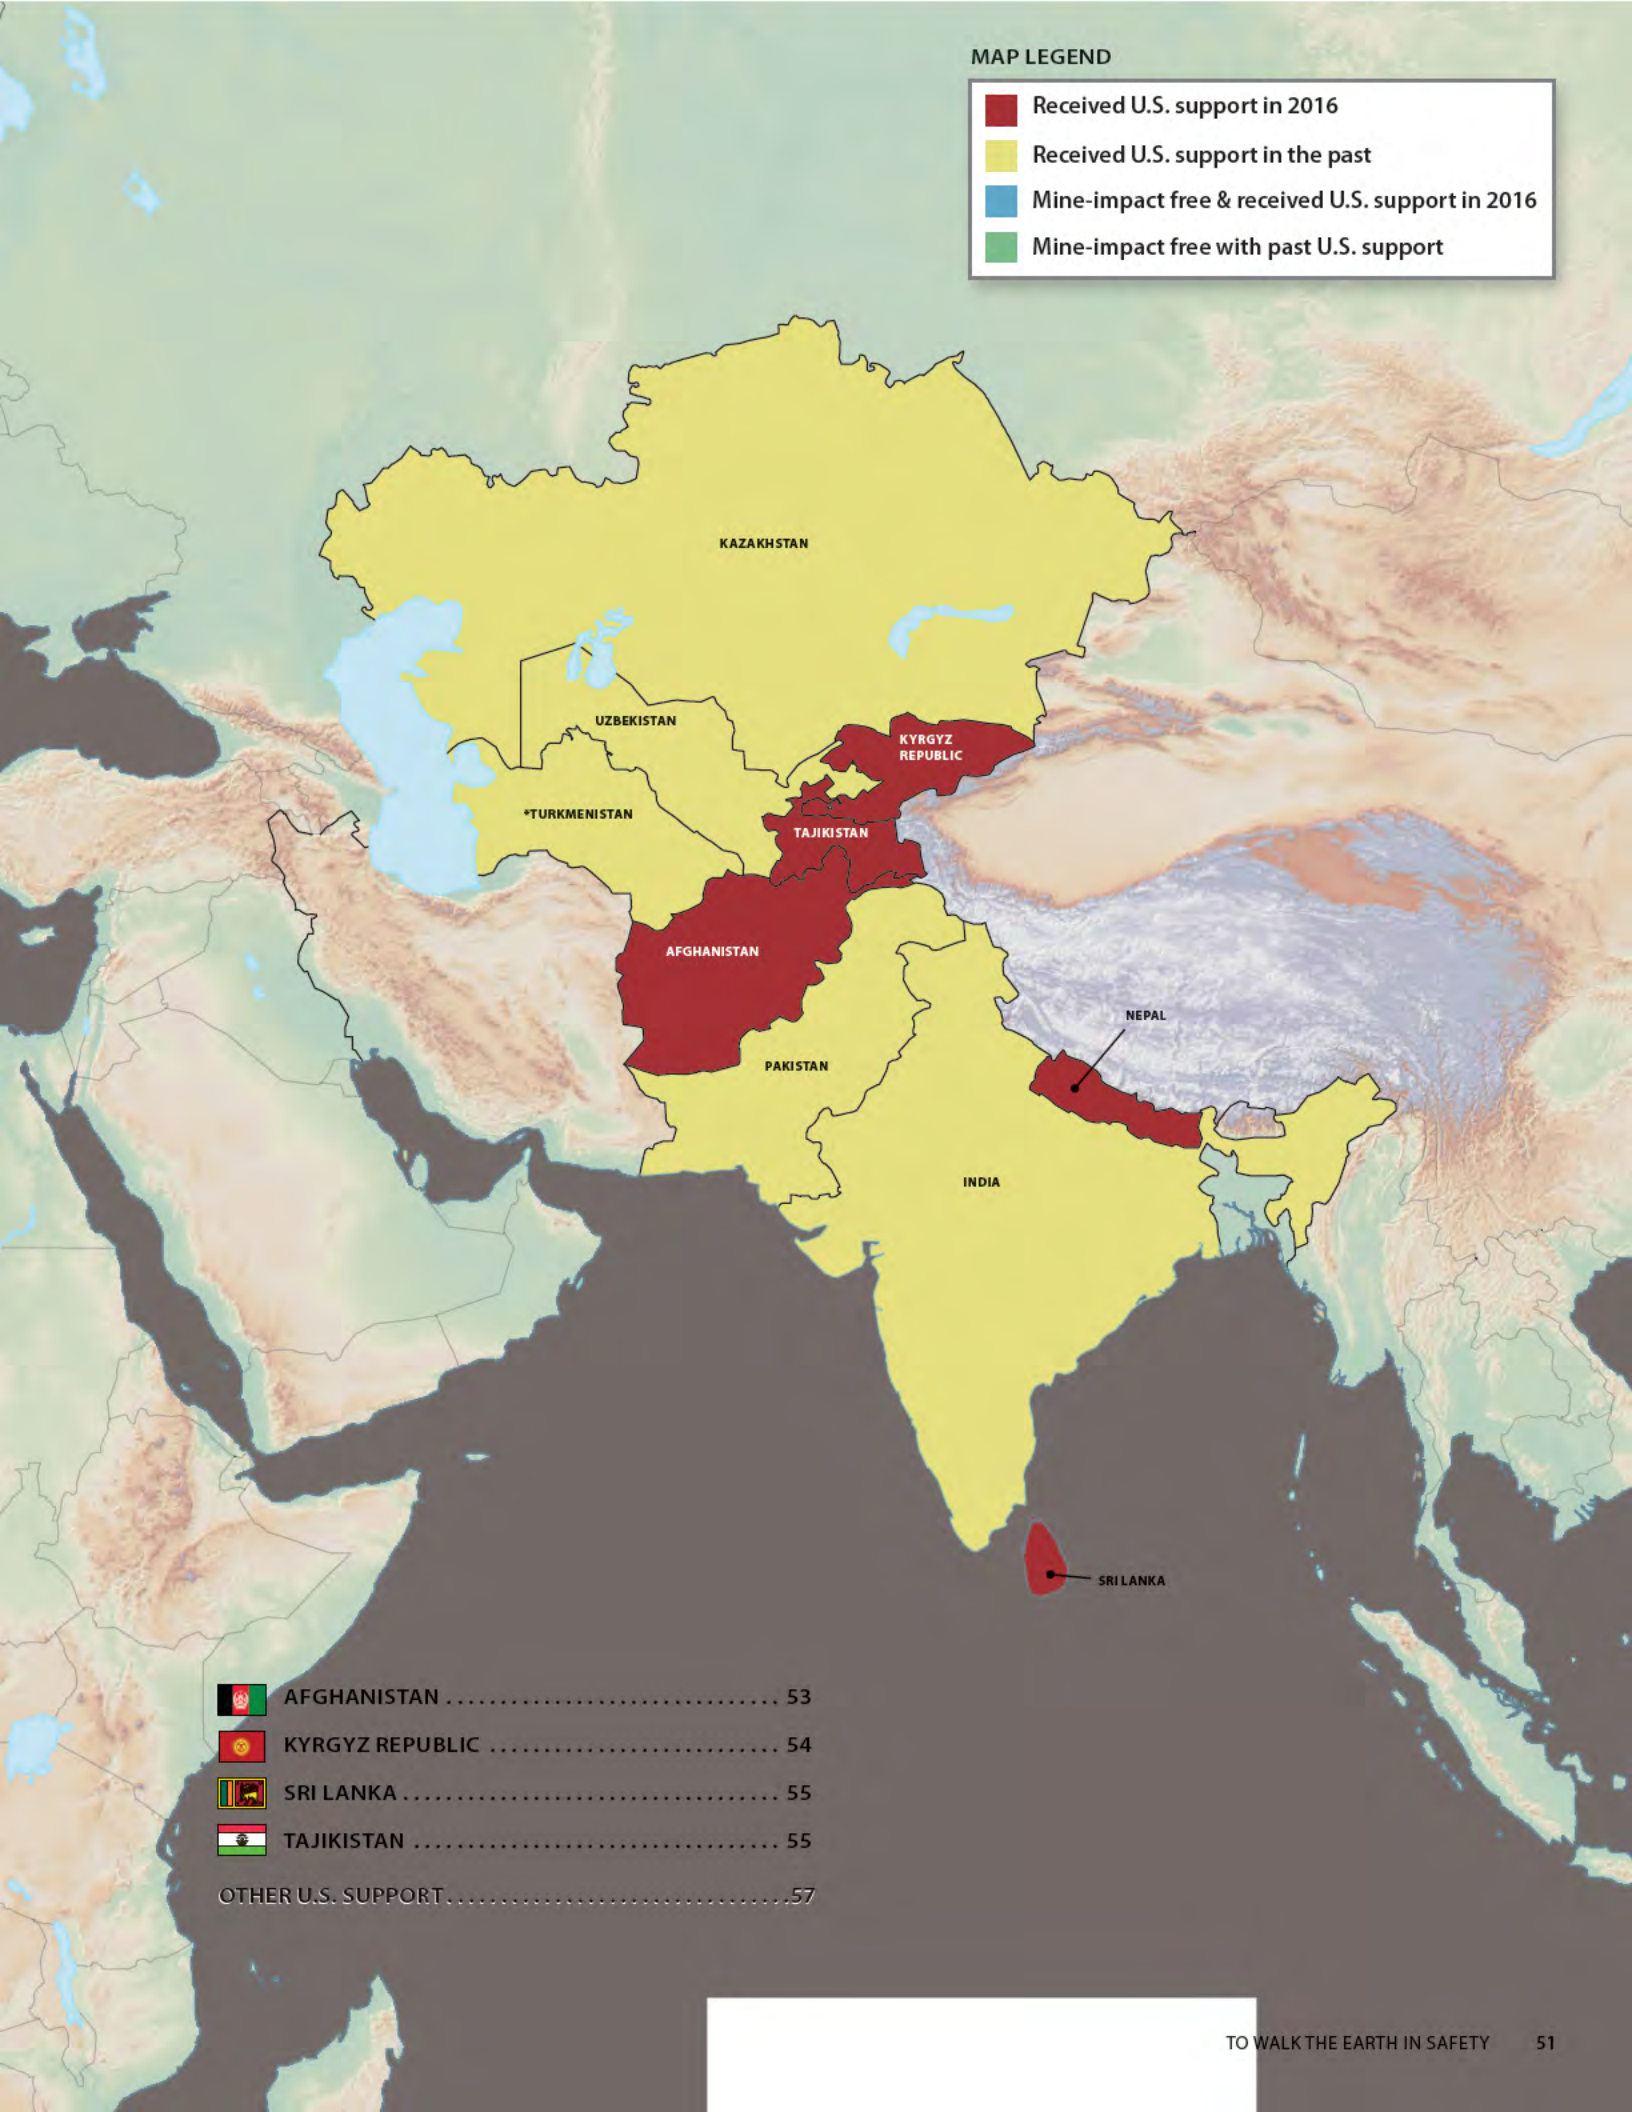 MAP LEGEND
Received U.S. support in 2016
Received U.S. support in the past
Mine-impact free & received U.S. support in 2016
Mine-impact free with past U.S. support
KAZAKHSTAN
UZBEKISTAN
KYRGYZ
REPUBLIC
*TURKMENISTAN
TAJIKISTAN
AFGHANISTAN
NEPAL
PAKISTAN
INDIA
SRI LANKA
AFGHANISTAN ............................... 53
KYRGYZ REPUBLIC ........................... 54
SRI LANKA ................................... 55
TAJIKISTAN .................................. 55
OTHER U.S. SUPPORT ................................ 57
TO WALK THE EARTH IN SAFETY 51